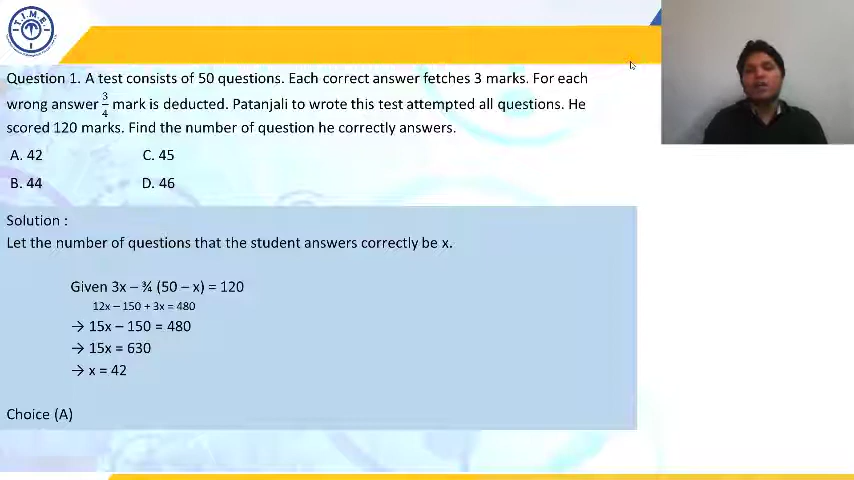 T.I.M.E.
Question 1. A test consists of 50 questions. Each correct answer fetches 3 marks. For each
wrong answer 3/4 mark is deducted. Patanjali to wrote this test attempted all questions. He
scored 120 marks. Find the number of question he correctly answers.
A. 42 C. 45
B. 44 D. 46
Solution :
Let the number of questions that the student answers correctly be x.
Given 3x – ¾ (50 – x) = 120
12x – 150 + 3x = 480
→ 15x – 150 = 480
→ 15x = 630
→ x = 42
Choice (A)